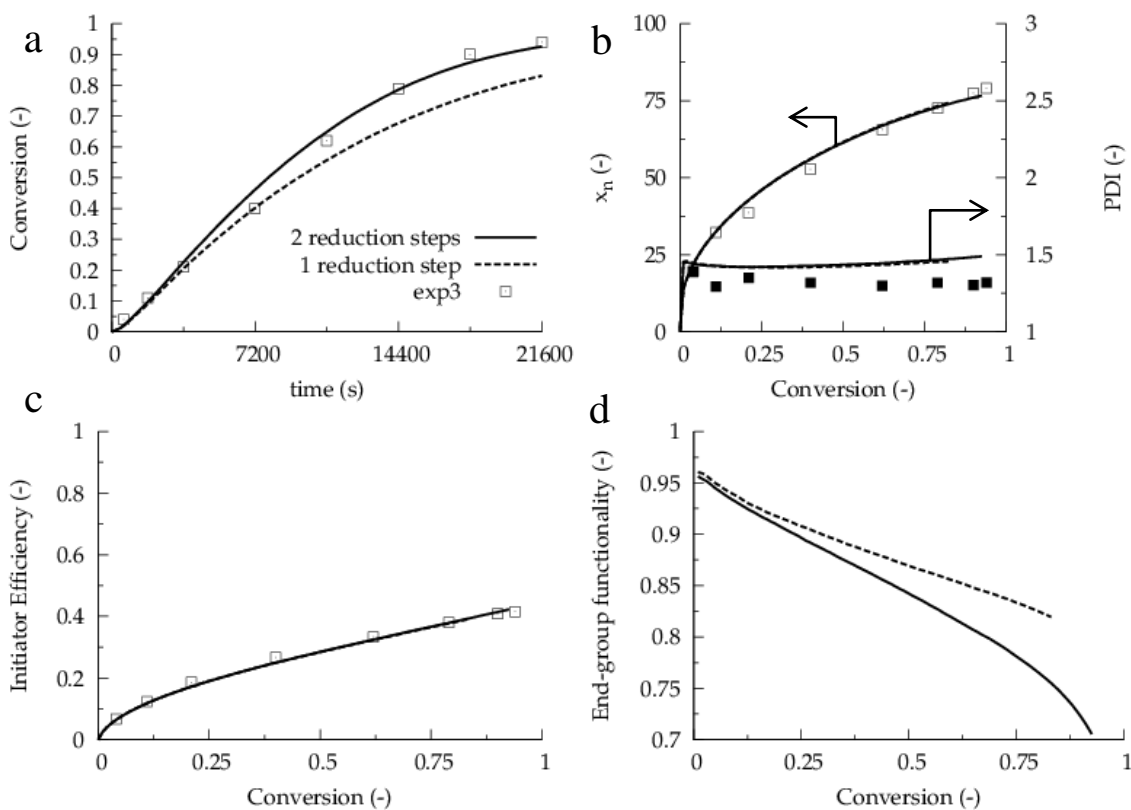 a
1
0.9
0.8
0.7
0.6
0.5
0.4
0.3
0.2
0.1
0
Conversion (-)
2 reduction steps
1 reduction step
exp3
0 7200 14400 21600
time (s)
b
100
75
50
25
0
x_n (-)
3
2.5
2
1.5
1
PDI (-)
0 0.25 0.5 0.75 1
Conversion (-)
c
1
0.8
0.6
0.4
0.2
0
Initiator Efficiency (-)
0 0.25 0.5 0.75 1
Conversion (-)
d
1
0.95
0.9
0.85
0.8
0.75
0.7
End-group functionality (-)
0 0.25 0.5 0.75 1
Conversion (-)